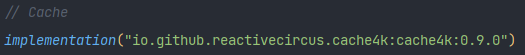 // Cache
implementation("io.github.reactivecircus.cache4k:cache4k:0.9.0")